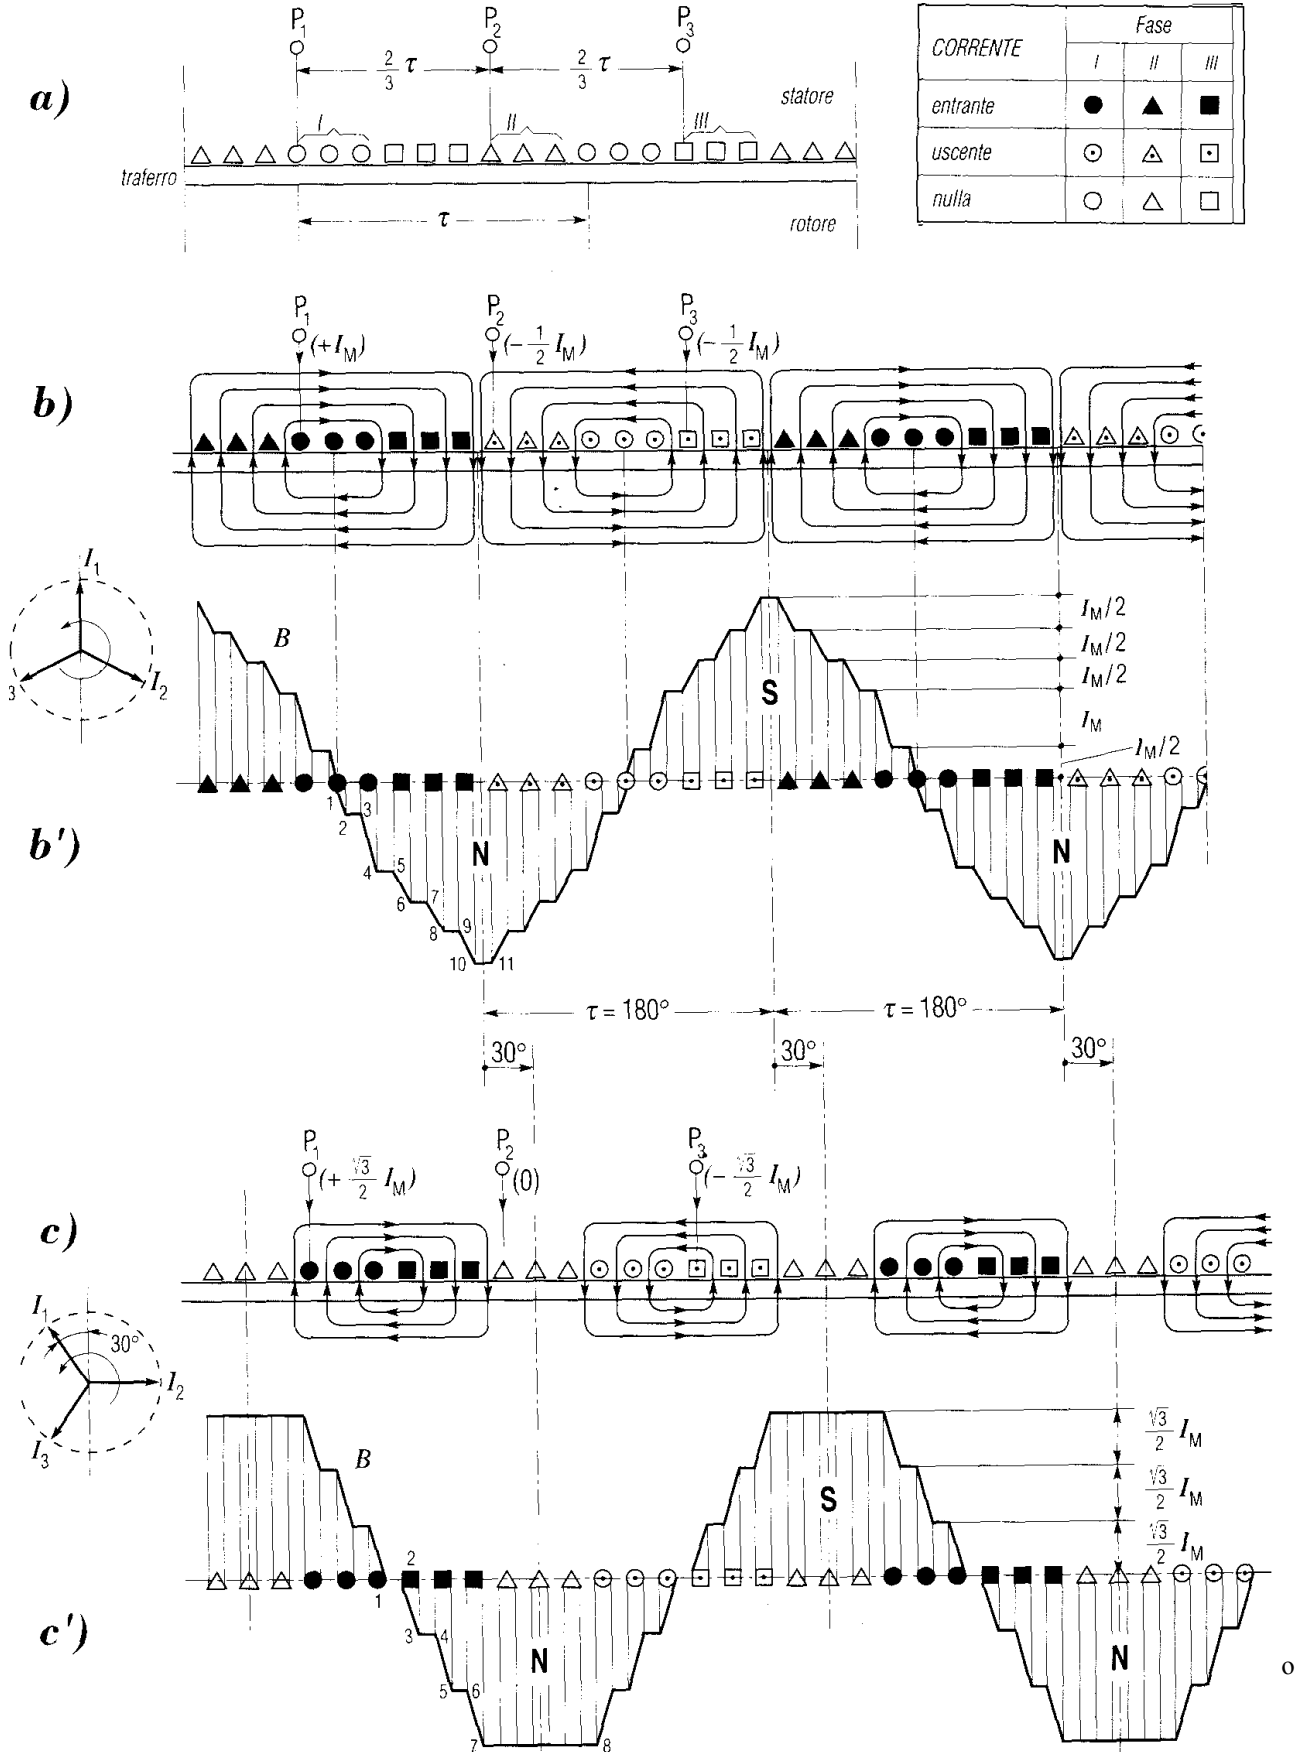 a)
P1 P2 P3
2/3 τ 2/3 τ
statore
I II III
traferro
τ
rotore
CORRENTE Fase
I II III
entrante
uscente
nulla
b)
P1 P2 P3
(+IM) (-1/2 IM) (-1/2 IM)
I1
3 I2
B
S
IM/2
IM/2
IM/2
IM
IM/2
b')
1 3
2
4 5
6 7
8 9
10 11
N N
τ = 180° τ = 180°
30° 30° 30°
P1 P2 P3
(+ √3/2 IM) (0) (- √3/2 IM)
c)
I1
30°
I2
I3
B
S
√3/2 IM
√3/2 IM
√3/2 IM
c')
2
1
3 4
5 6
7 8
N N
o